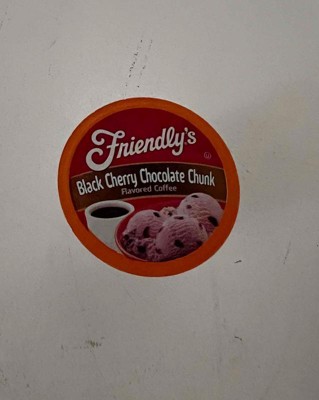 Friendly's
Black Cherry Chocolate Chunk
Flavored Coffee